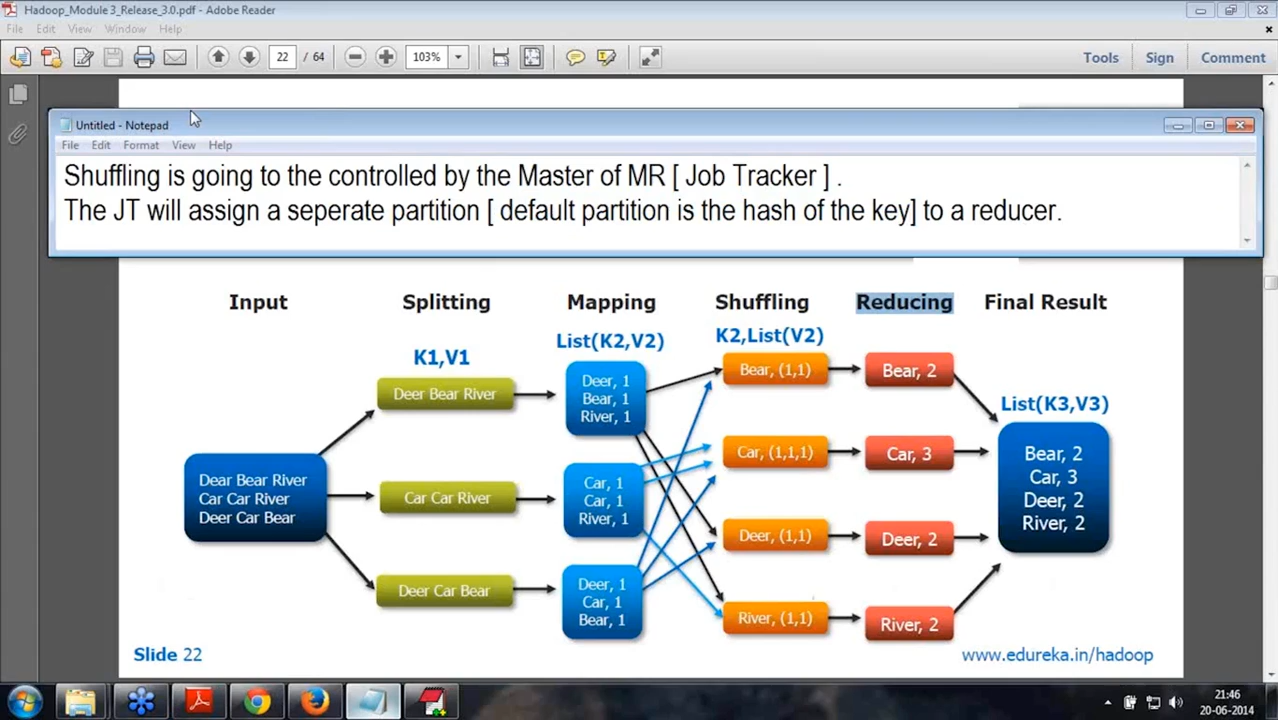 Hadoop_Module 3_Release_3.0.pdf - Adobe Reader
File Edit View Window Help
22 / 64 103% Tools Sign Comment
Untitled - Notepad
File Edit Format View Help
Shuffling is going to the controlled by the Master of MR [ Job Tracker ] .
The JT will assign a seperate partition [ default partition is the hash of the key] to a reducer.
Input Splitting Mapping Shuffling Reducing Final Result
K1,V1
List(K2,V2)
K2,List(V2)
List(K3,V3)
Dear Bear River
Car Car River
Deer Car Bear
Deer Bear River
Car Car River
Deer Car Bear
Deer, 1
Bear, 1
River, 1
Car, 1
Car, 1
River, 1
Deer, 1
Car, 1
Bear, 1
Bear, (1,1)
Car, (1,1,1)
Deer, (1,1)
River, (1,1)
Bear, 2
Car, 3
Deer, 2
River, 2
Bear, 2
Car, 3
Deer, 2
River, 2
Slide 22
www.edureka.in/hadoop
21:46
20-06-2014